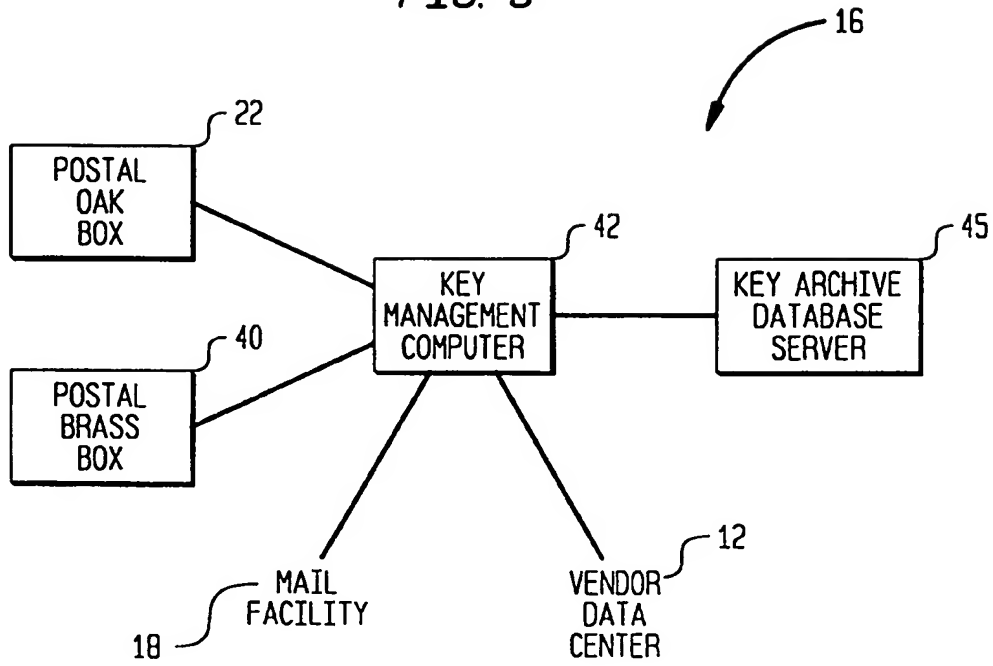 FIG.
16
22
POSTAL
OAK
BOX
42
KEY
MANAGEMENT
COMPUTER
45
KEY ARCHIVE
DATABASE
SERVER
40
POSTAL
BRASS
BOX
12
MAIL
FACILITY
18
VENDOR
DATA
CENTER